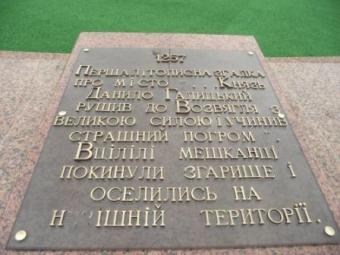 1257
ПЕРША ЛІТОПИСНА ЗГАДКА
ПРО МІСТО . КНЯЗЬ
ДАНИЛО ГАЛИЦЬКИЙ
РУШИВ ДО ВОЗВЯГЛЯ З
ВЕЛИКОЮ СИЛОЮ І УЧИНИВ
СТРАШНИЙ ПОГРОМ
ВЦІЛІЛІ МЕШКАНЦІ
ПОКИНУЛИ ЗГАРИЩЕ І
ОСЕЛИЛИСЬ НА
ТЕРИТОРІЇ.